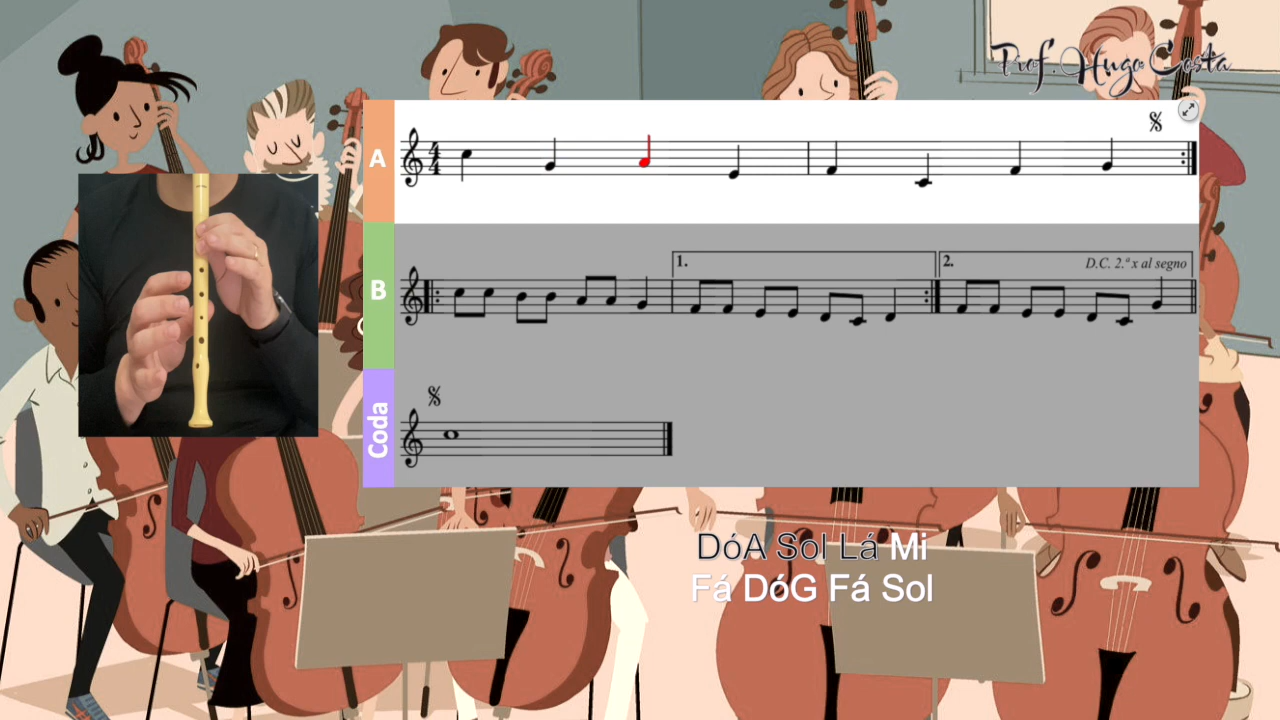 Prof. Hugo Costa
A
B
1.
2.
D.C. 2.ª x al segno
Coda
DóA Sol Lá Mi
Fá DóG Fá Sol